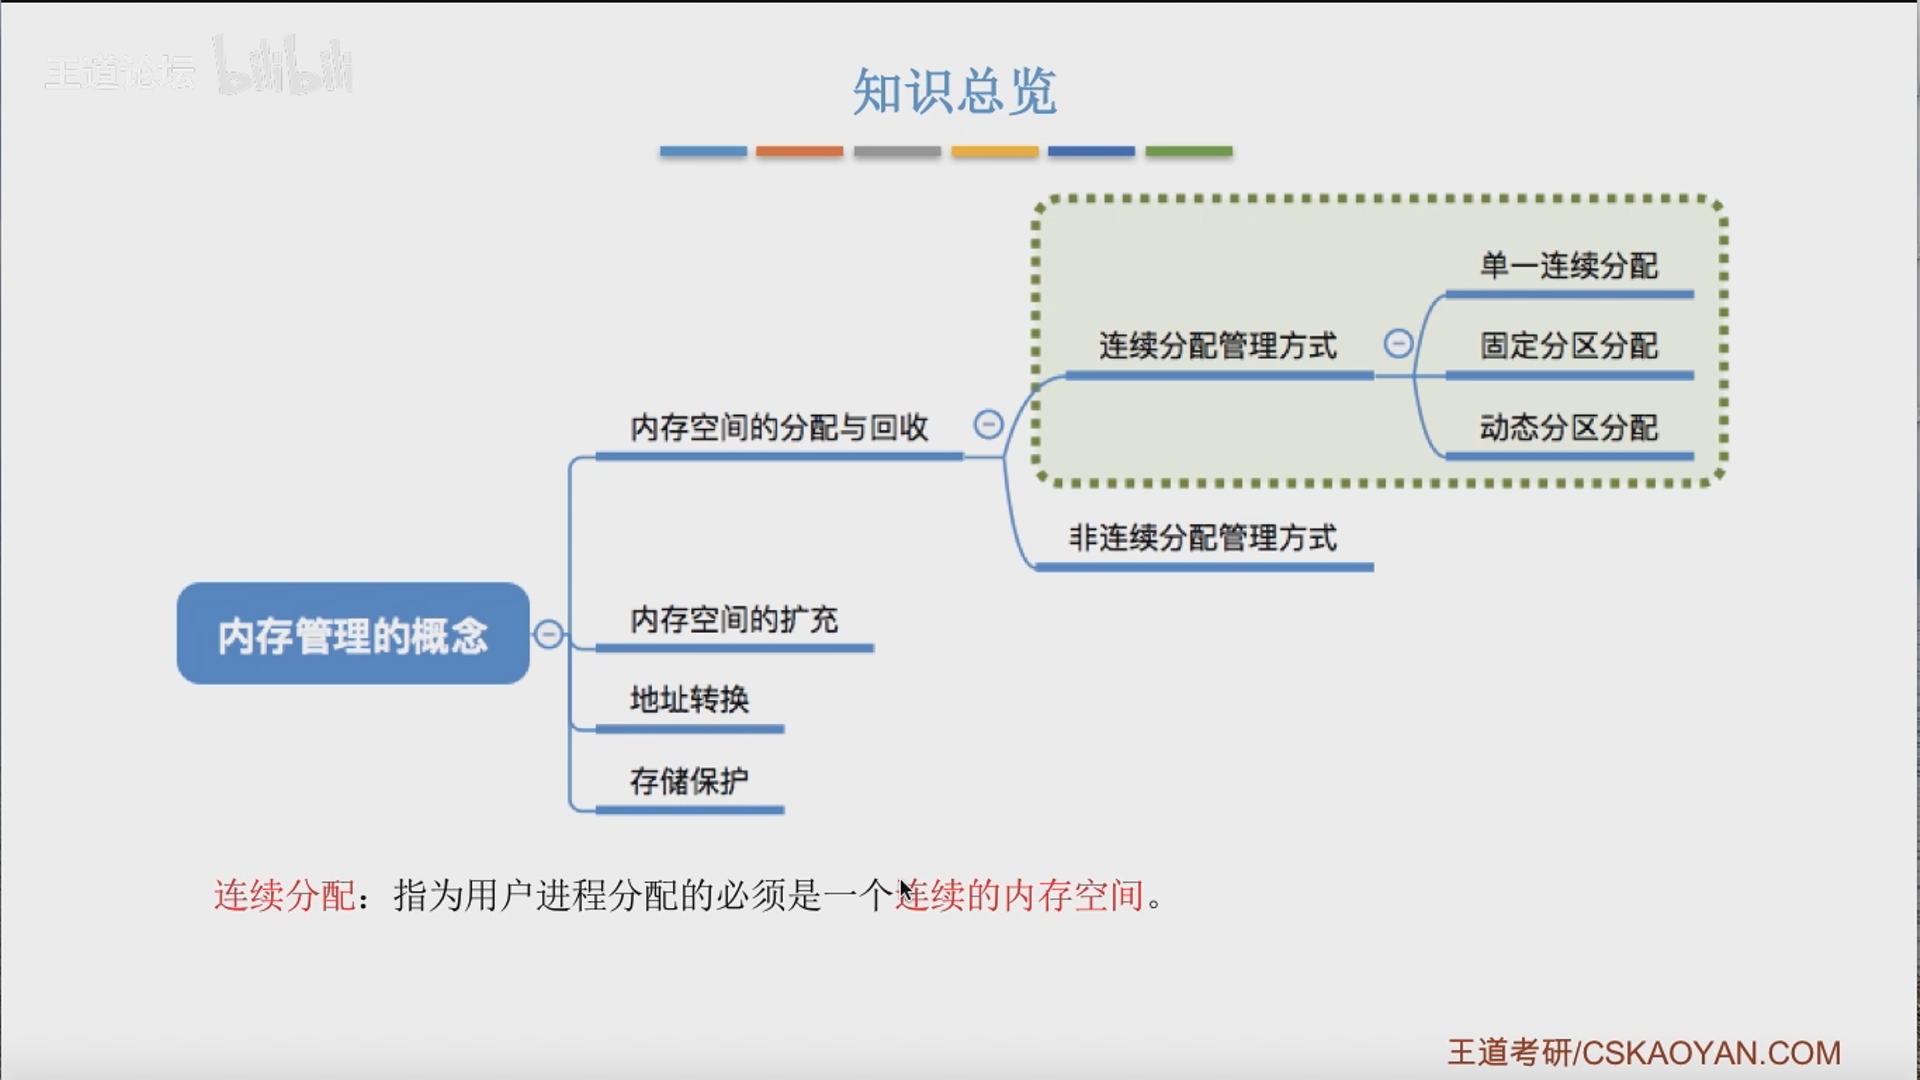 王道论坛 bilibili
知识总览
单一连续分配
连续分配管理方式
固定分区分配
内存空间的分配与回收
动态分区分配
非连续分配管理方式
内存管理的概念
内存空间的扩充
地址转换
存储保护
连续分配：指为用户进程分配的必须是一个连续的内存空间。
王道考研/CSKAOYAN.COM